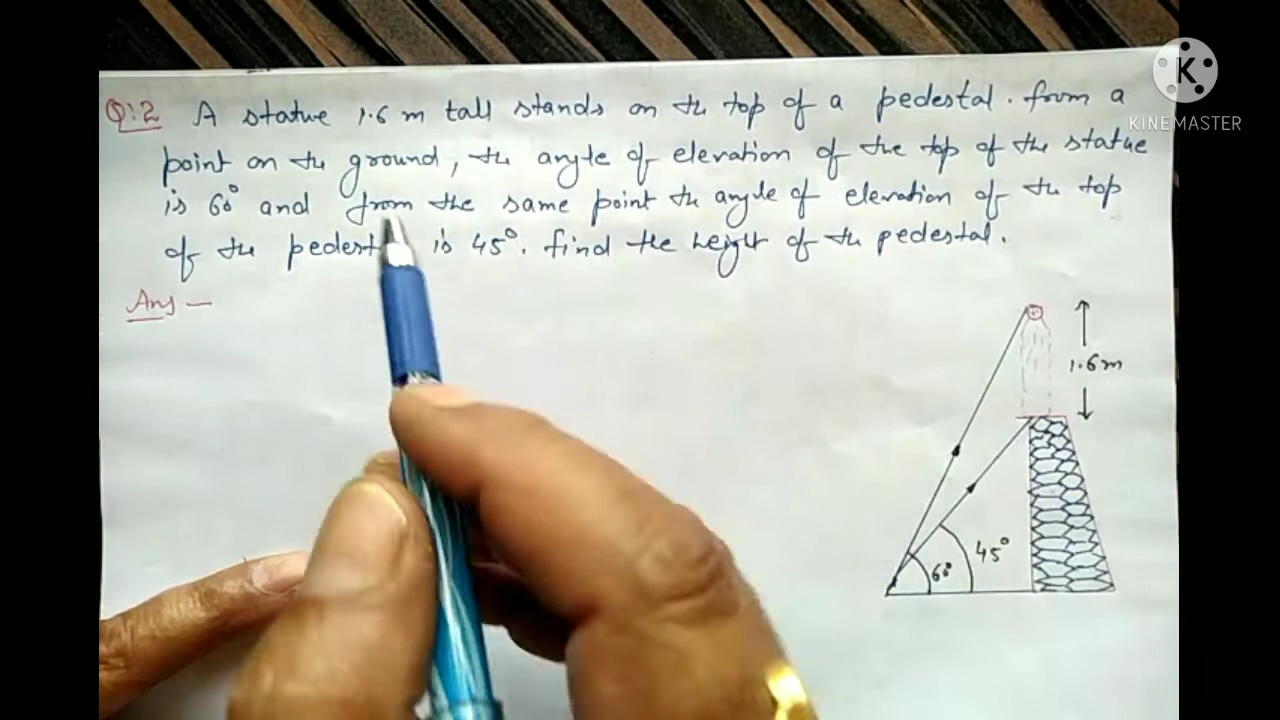 Q:2 A statue 1.6 m tall stands on the top of a pedestal. from a
point on the ground, the angle of elevation of the top of the statue
is 60° and from the same point the angle of elevation of the top
of the is 45°. find the height of the pedestal.
Ans —
1.6m
60°
45°
K
KINEMASTER